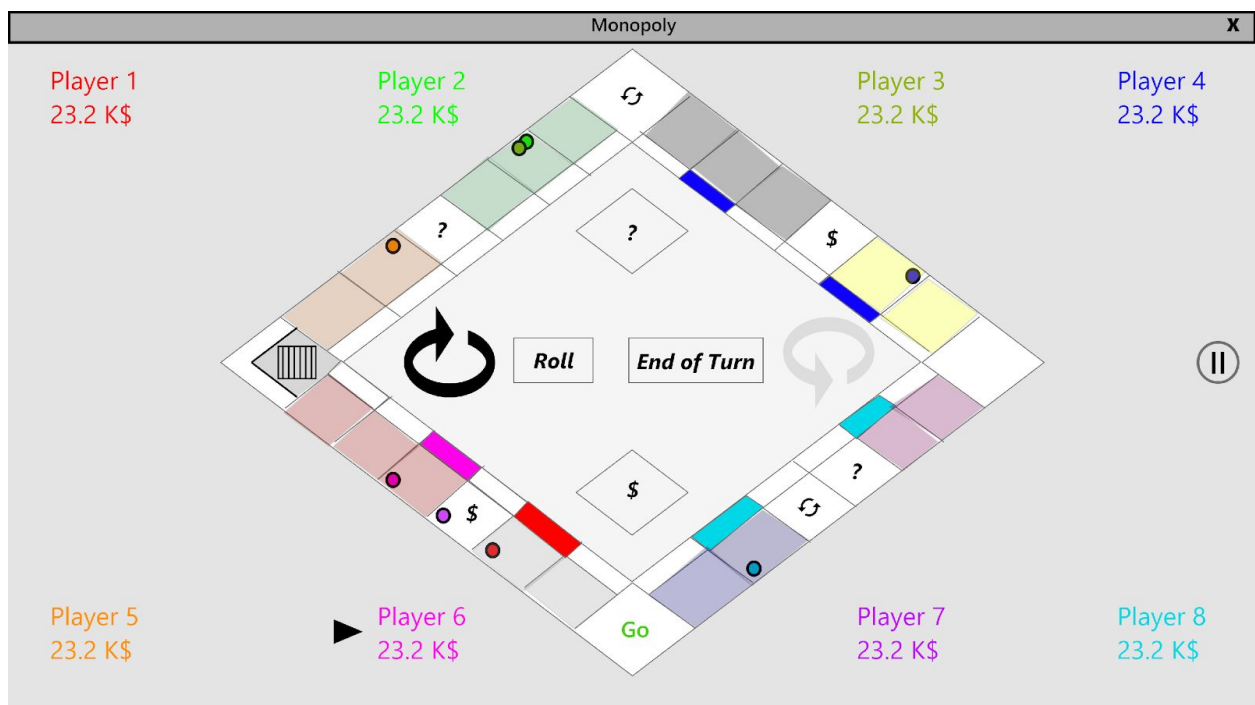 Monopoly X
Player 1
23.2 K$
Player 2
23.2 K$
Player 3
23.2 K$
Player 4
23.2 K$
?
?
$
Roll
End of Turn
$
$
?
Go
Player 5
23.2 K$
Player 6
23.2 K$
Player 7
23.2 K$
Player 8
23.2 K$